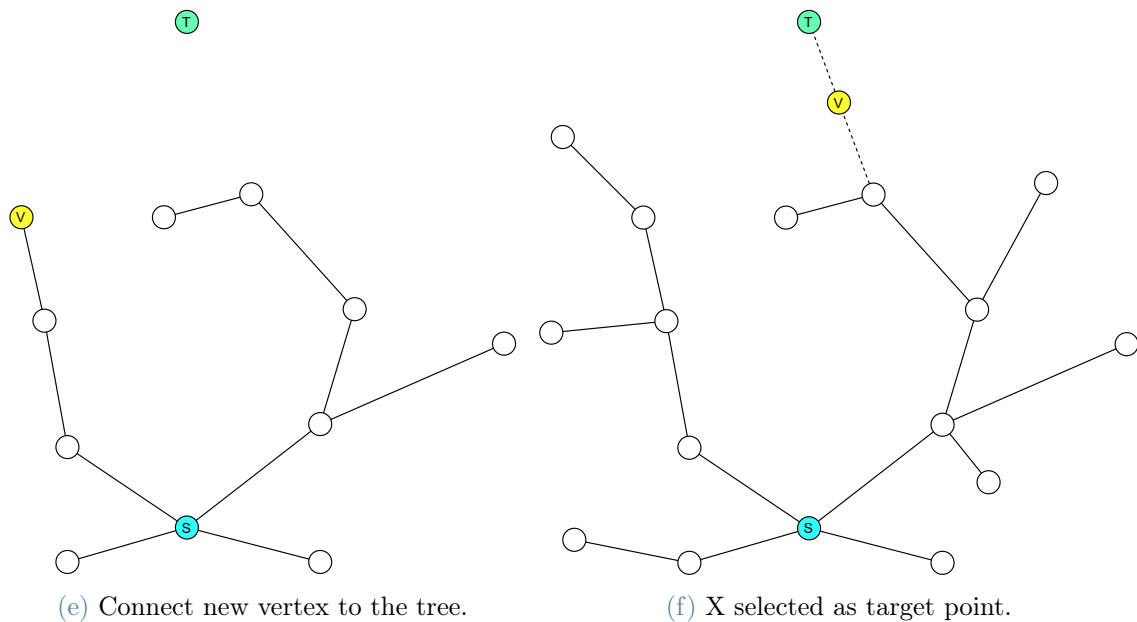 T
T
V
V
S
S
(e) Connect new vertex to the tree.
(f) X selected as target point.